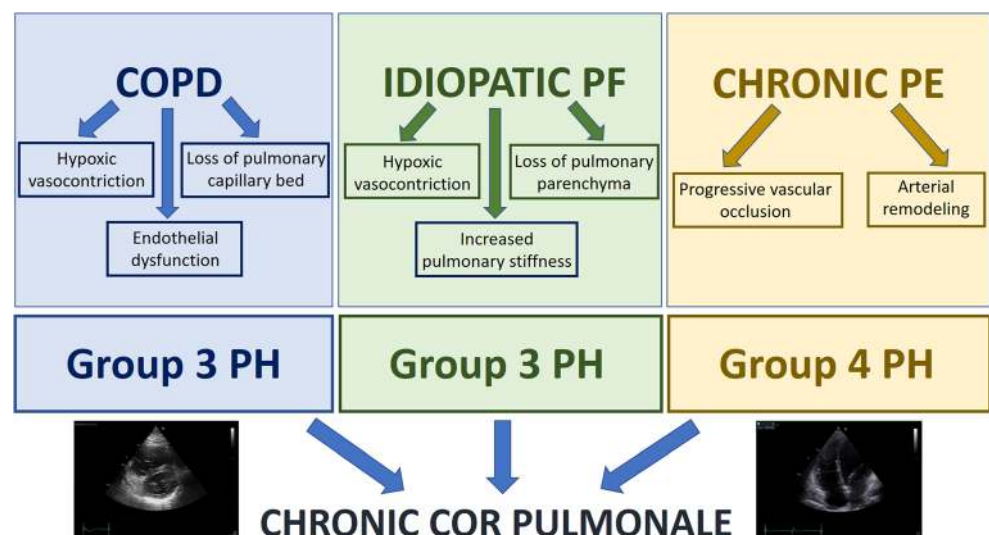 COPD
Hypoxic
vasocontriction
Loss of pulmonary
capillary bed
Endothelial
dysfunction
IDIOPATIC PF
Hypoxic
vasocontriction
Loss of pulmonary
parenchyma
Increased
pulmonary stiffness
CHRONIC PE
Progressive vascular
occlusion
Arterial
remodeling
Group 3 PH
Group 3 PH
Group 4 PH
CHRONIC COR PULMONALE